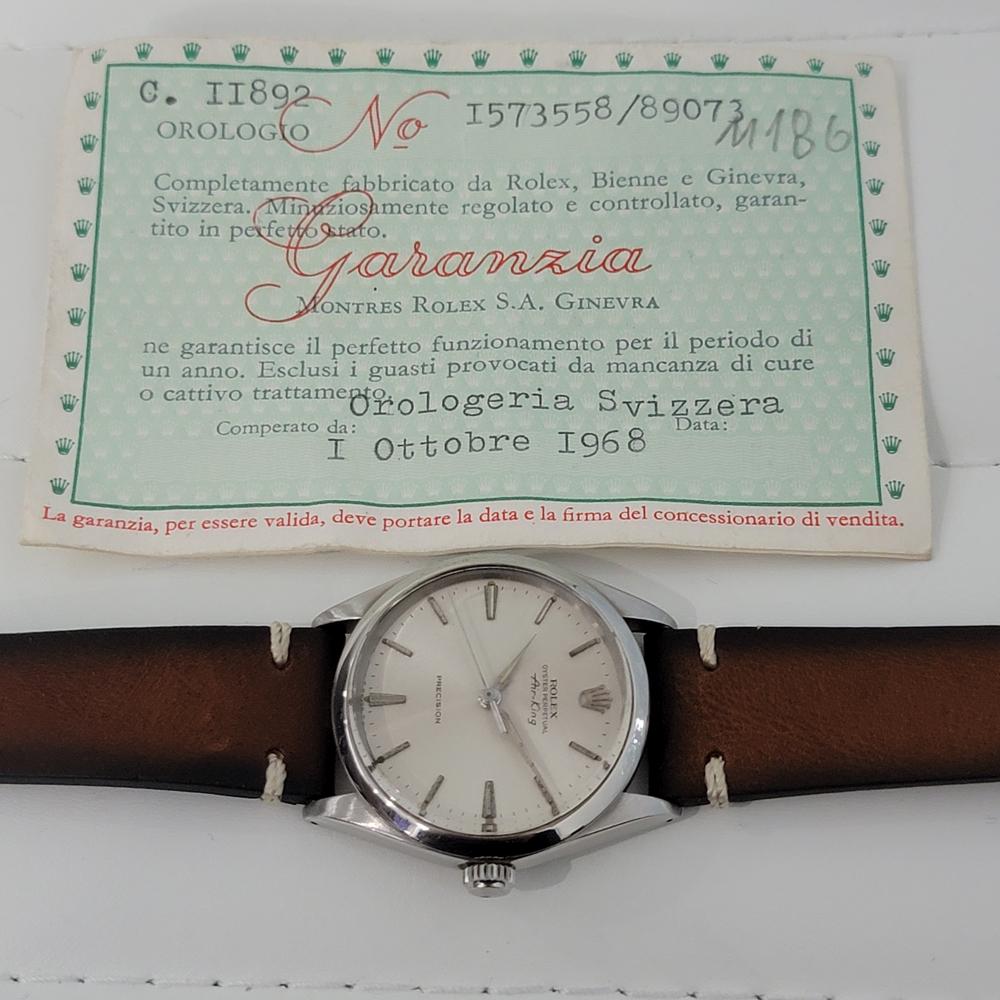 C. II892
OROLOGIO No I573558/89073
M186
Completamente fabbricato da Rolex, Bienne e Ginevra,
Svizzera. Minuziosamente regolato e controllato, garan-
tito in perfetto stato.
Garanzia
MONTRES ROLEX S.A. GINEVRA
ne garantisce il perfetto funzionamento per il periodo di
un anno. Esclusi i guasti provocati da mancanza di cure
o cattivo trattamento.
Orologeria Svizzera
Comperato da: Data:
I Ottobre I968
La garanzia, per essere valida, deve portare la data e la firma del concessionario di vendita.
ROLEX
OYSTER PERPETUAL
Air-King
PRECISION